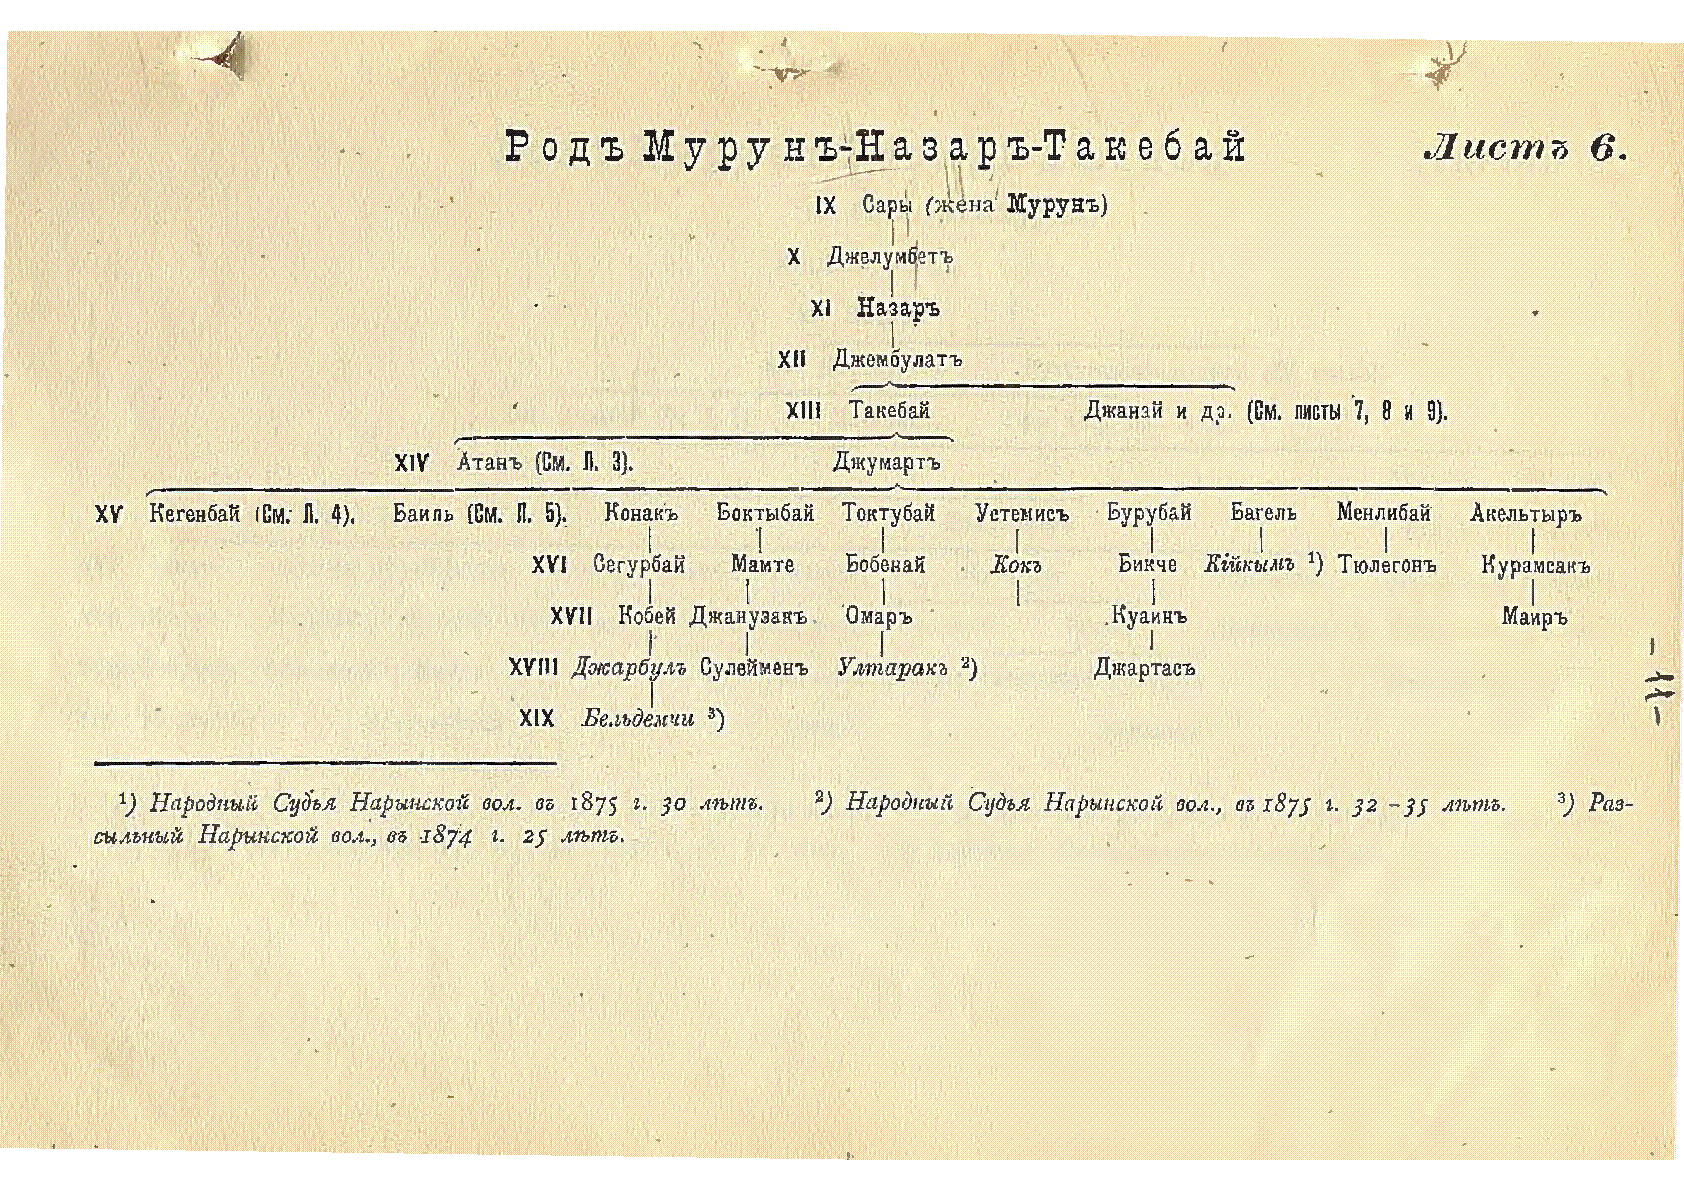 Родъ Мурунъ-Назаръ-Такебай Листъ 6.
IX Сары (жена Мурунъ)
X Джелумбетъ
XI Назаръ
XII Джембулатъ
XIII Такебай Джанай и др. (См. листы 7, 8 и 9).
XIV Атанъ (См. Л. 3). Джумартъ
XV Кегенбай (См. Л. 4). Баиль (См. Л. 5). Конакъ Боктыбай Токтубай Устемисъ Бурубай Багель Менлибай Акельтыръ
XVI Сегурбай Маите Бобенай Кокъ Бикче Кійкымъ ¹) Тюлегонъ Курамсакъ
XVII Кобей Джанузакъ Омаръ Куаинъ Маиръ
XVIII Джарбулъ Сулейменъ Ултаракъ ²) Джартасъ
XIX Бельдемчи ³)
¹) Народный Судья Нарынской вол. въ 1875 г. 30 лѣтъ. ²) Народный Судья Нарынской вол., въ 1875 г. 32-35 лѣтъ. ³) Раз-
сыльный Нарынской вол., въ 1874 г. 25 лѣтъ.